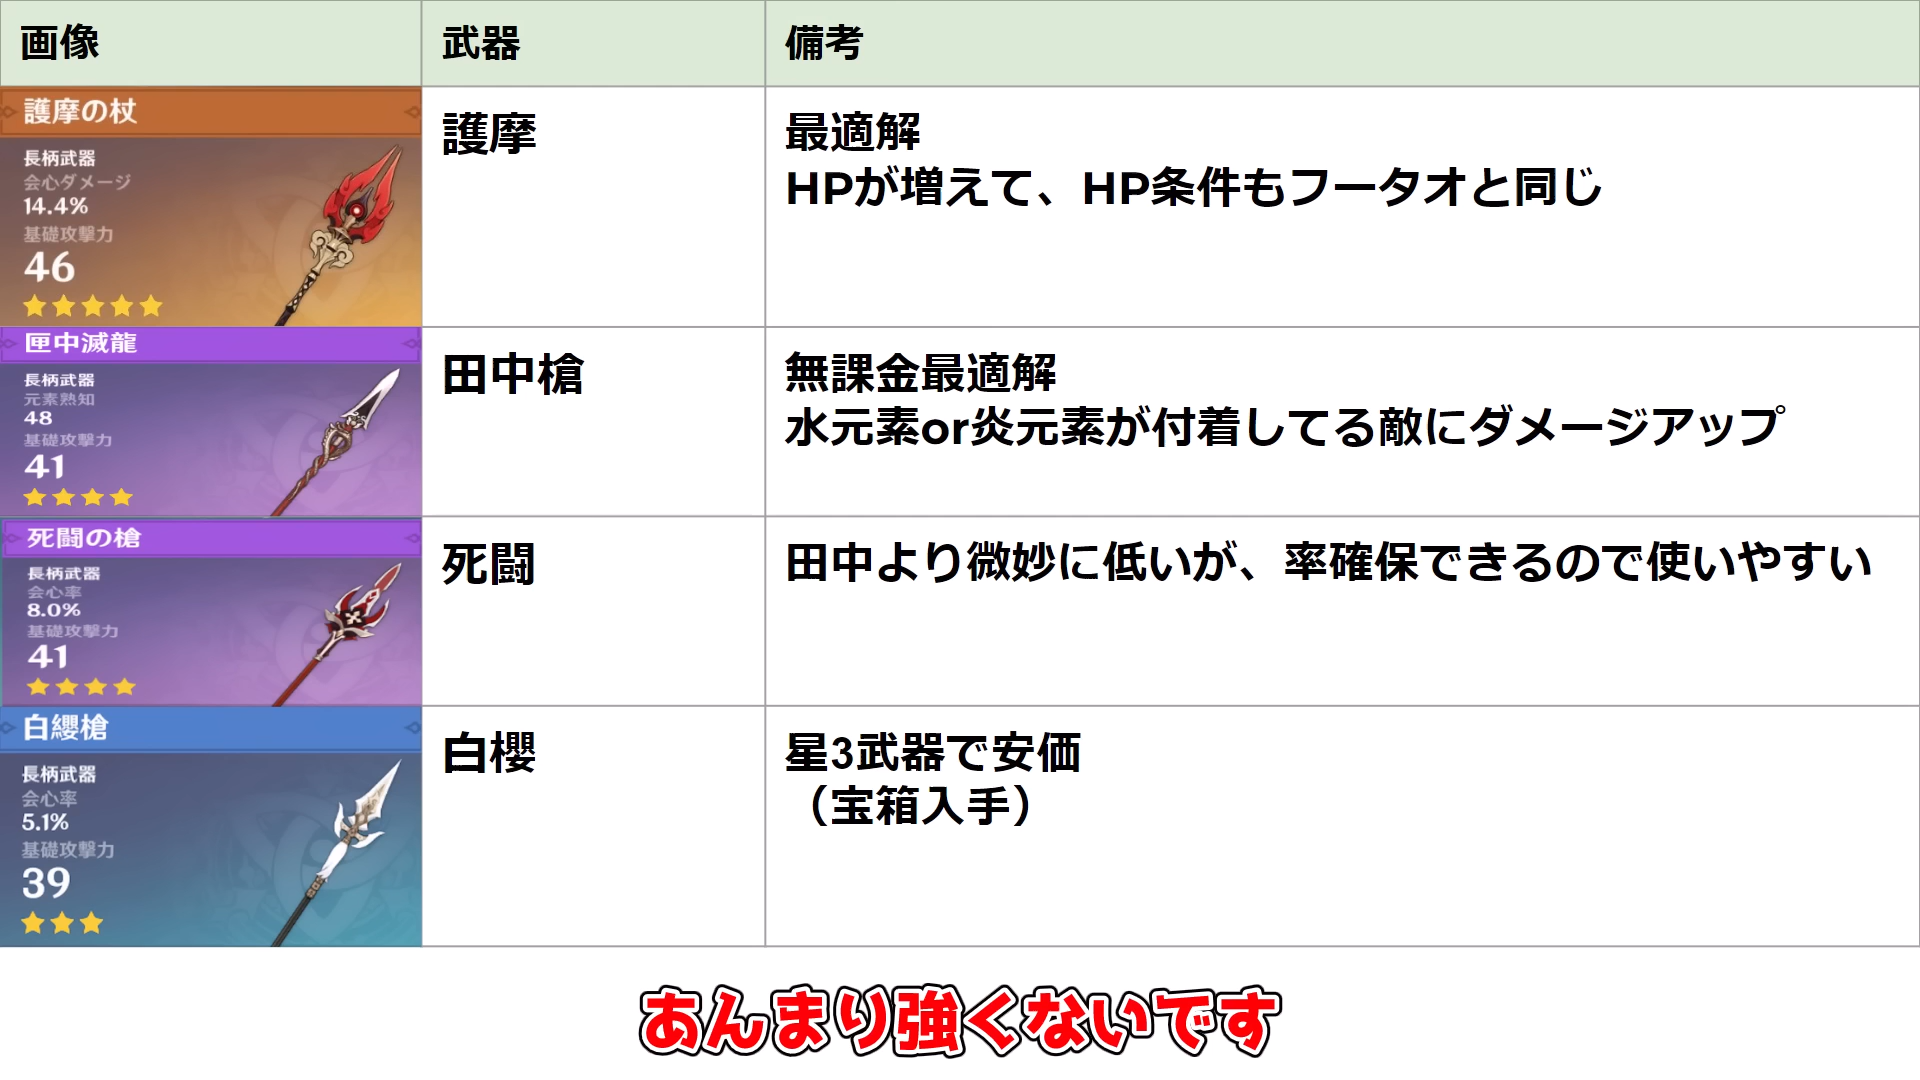 画像
武器
備考
護摩の杖
長柄武器
会心ダメージ
14.4%
基礎攻撃力
46
護摩
最適解
HPが増えて、HP条件もフータオと同じ
匣中滅龍
長柄武器
元素熟知
48
基礎攻撃力
41
田中槍
無課金最適解
水元素or炎元素が付着してる敵にダメージアップ
死闘の槍
長柄武器
会心率
8.0%
基礎攻撃力
41
死闘
田中より微妙に低いが、率確保できるので使いやすい
白纓槍
長柄武器
会心率
5.1%
基礎攻撃力
39
白櫻
星3武器で安価
（宝箱入手）
あんまり強くないです